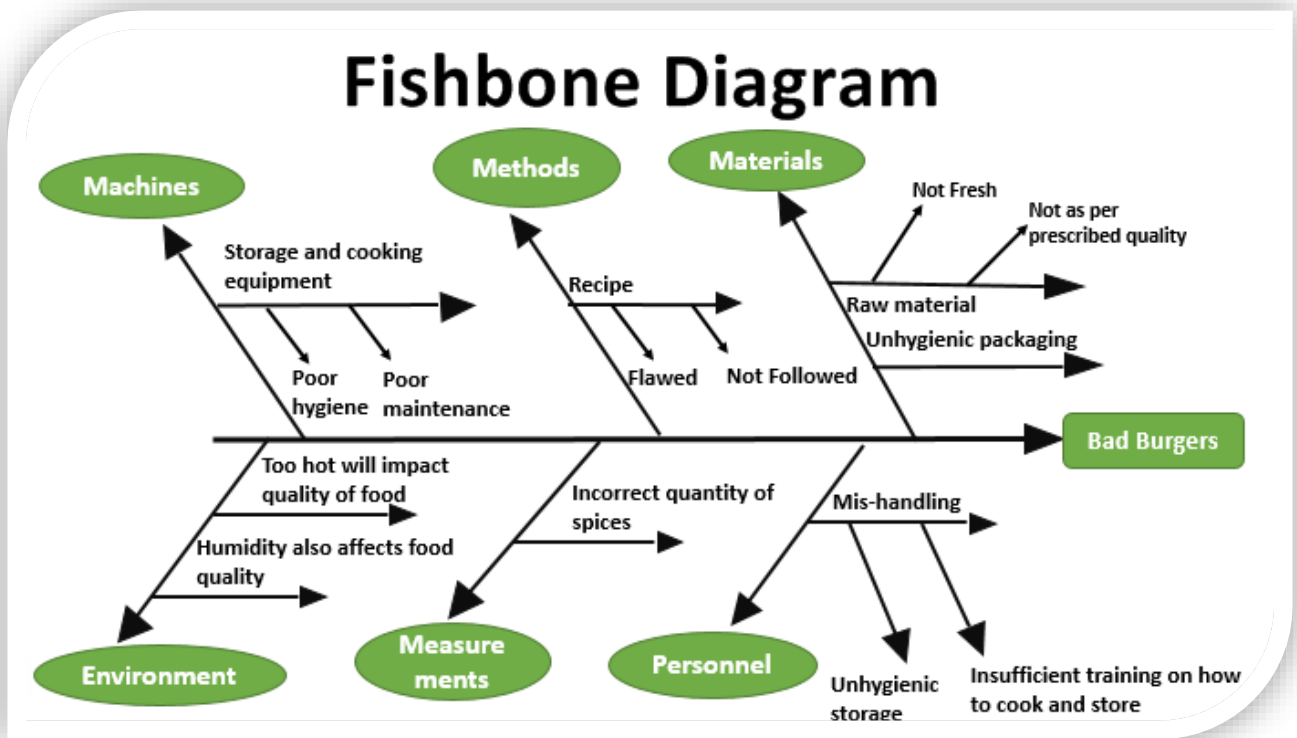 Fishbone Diagram
Machines
Methods
Materials
Not Fresh
Not as per
prescribed quality
Storage and cooking
equipment
Recipe
Raw material
Unhygienic packaging
Poor
hygiene
Poor
maintenance
Flawed
Not Followed
Bad Burgers
Too hot will impact
quality of food
Incorrect quantity of
spices
Mis-handling
Humidity also affects food
quality
Environment
Measure
ments
Personnel
Unhygienic
storage
Insufficient training on how
to cook and store